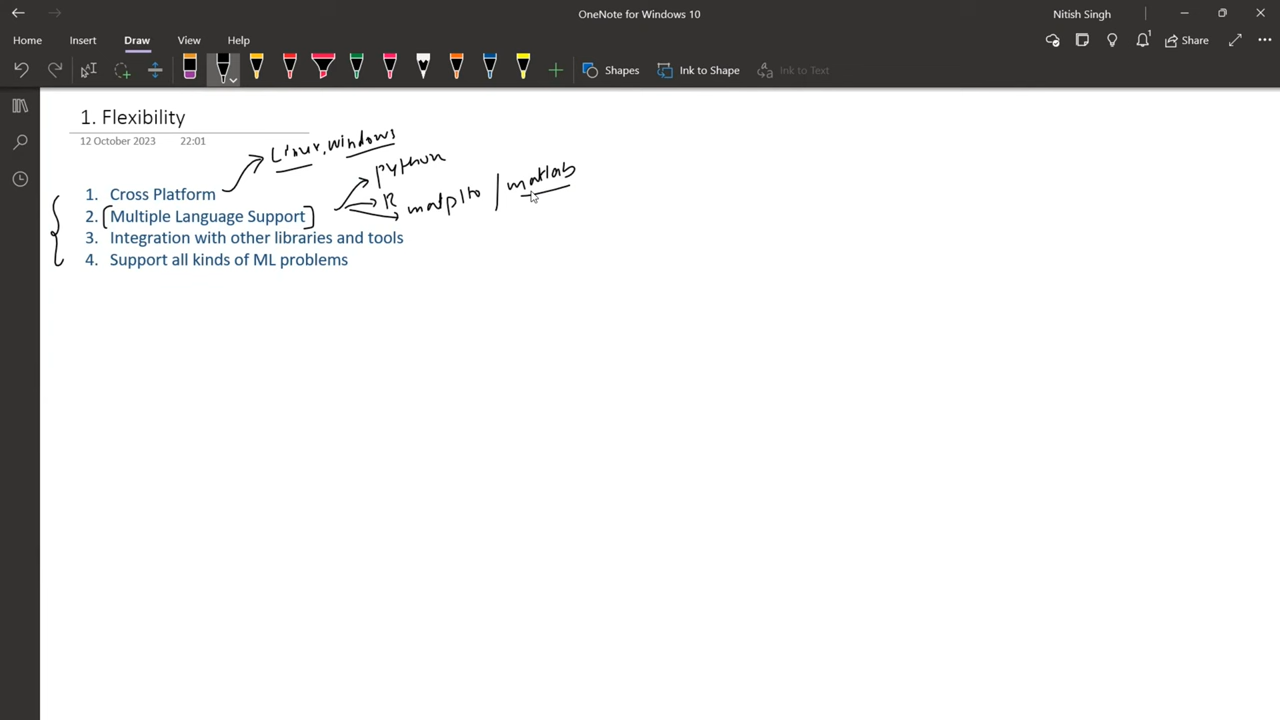 OneNote for Windows 10
Nitish Singh
Home Insert Draw View Help
1 Share
Shapes Ink to Shape Ink to Text
1. Flexibility
12 October 2023 22:01
Linux, Windows
python
1. Cross Platform
R matplto / matlab
2. [Multiple Language Support]
3. Integration with other libraries and tools
4. Support all kinds of ML problems